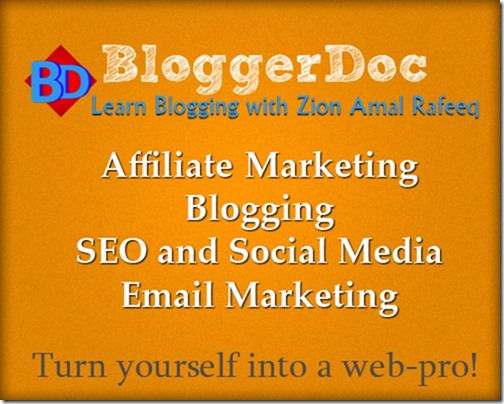 BD BloggerDoc
Learn Blogging with Zion Amal Rafeeq
Affiliate Marketing
Blogging
SEO and Social Media
Email Marketing
Turn yourself into a web-pro!